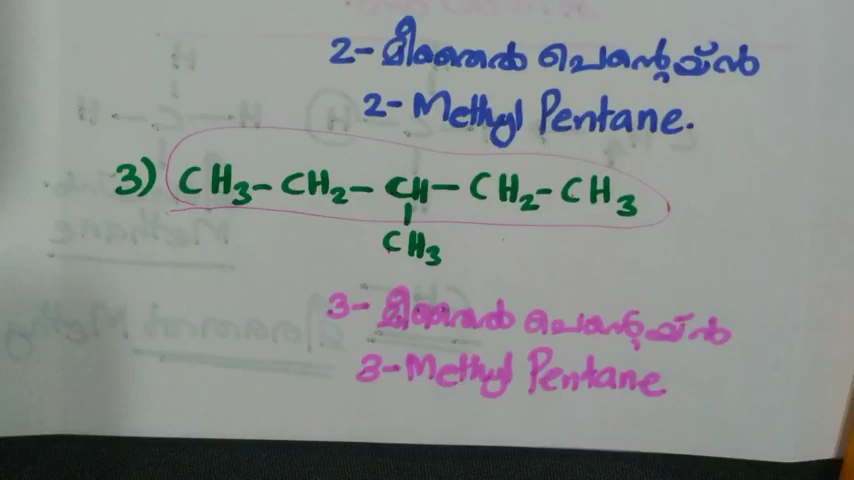 2- മീഥൈൽ പെന്റെയ്ൻ
2- Methyl Pentane.
3) CH3- CH2- CH- CH2- CH3
CH3
3- മീഥൈൽ പെന്റെയ്ൻ
3- Methyl Pentane